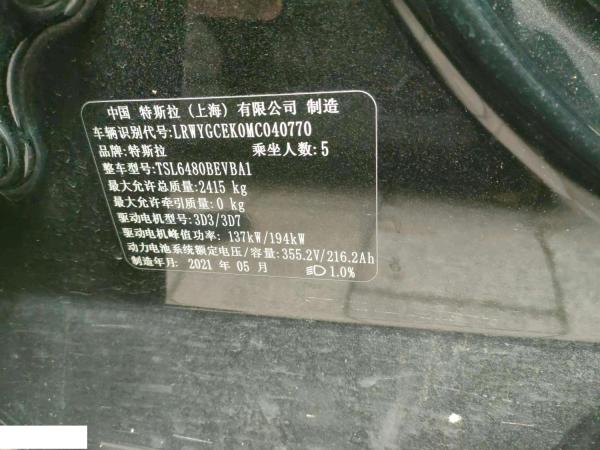 中国 特斯拉 (上海) 有限公司 制造
车辆识别代号:LRWYGCEK0MC040770
品牌:特斯拉 乘坐人数:5
整车型号:TSL6480BEVBA1
最大允许总质量:2415 kg
最大允许牵引质量:0 kg
驱动电机型号:3D3/3D7
驱动电机峰值功率: 137kW/194kW
动力电池系统额定电压/容量:355.2V/216.2Ah
制造年月: 2021 年 05 月 1.0%